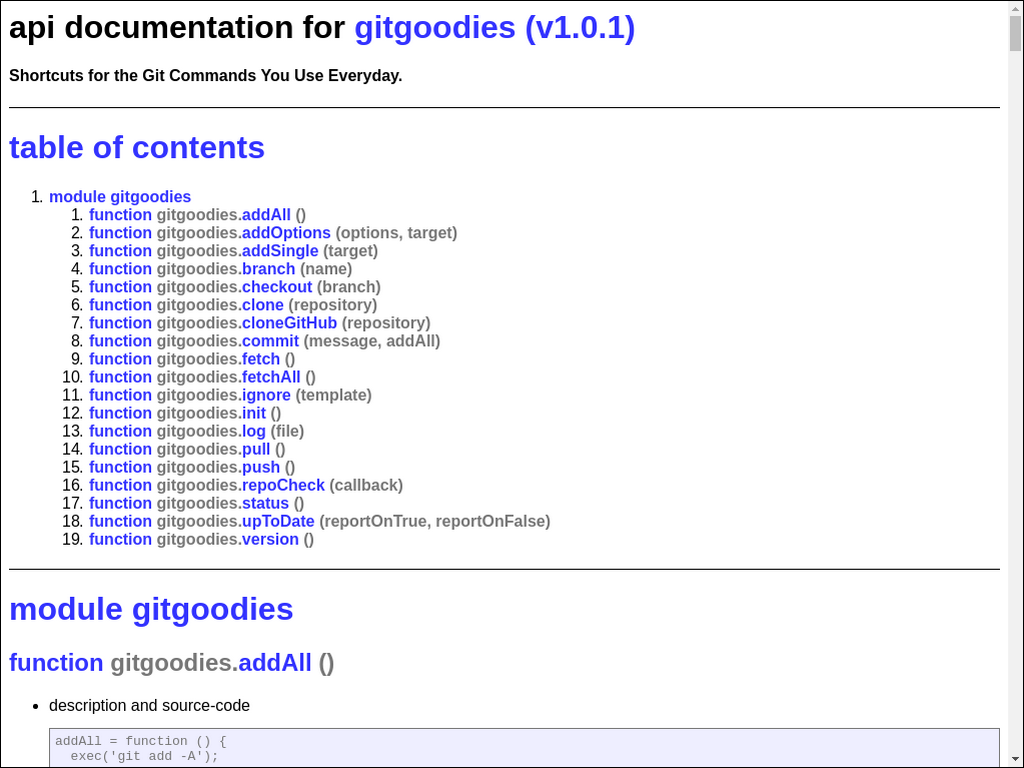 api documentation for gitgoodies (v1.0.1)
Shortcuts for the Git Commands You Use Everyday.
table of contents
1. module gitgoodies
1. function gitgoodies.addAll ()
2. function gitgoodies.addOptions (options, target)
3. function gitgoodies.addSingle (target)
4. function gitgoodies.branch (name)
5. function gitgoodies.checkout (branch)
6. function gitgoodies.clone (repository)
7. function gitgoodies.cloneGitHub (repository)
8. function gitgoodies.commit (message, addAll)
9. function gitgoodies.fetch ()
10. function gitgoodies.fetchAll ()
11. function gitgoodies.ignore (template)
12. function gitgoodies.init ()
13. function gitgoodies.log (file)
14. function gitgoodies.pull ()
15. function gitgoodies.push ()
16. function gitgoodies.repoCheck (callback)
17. function gitgoodies.status ()
18. function gitgoodies.upToDate (reportOnTrue, reportOnFalse)
19. function gitgoodies.version ()
module gitgoodies
function gitgoodies.addAll ()
• description and source-code
addAll = function () {
  exec('git add -A');